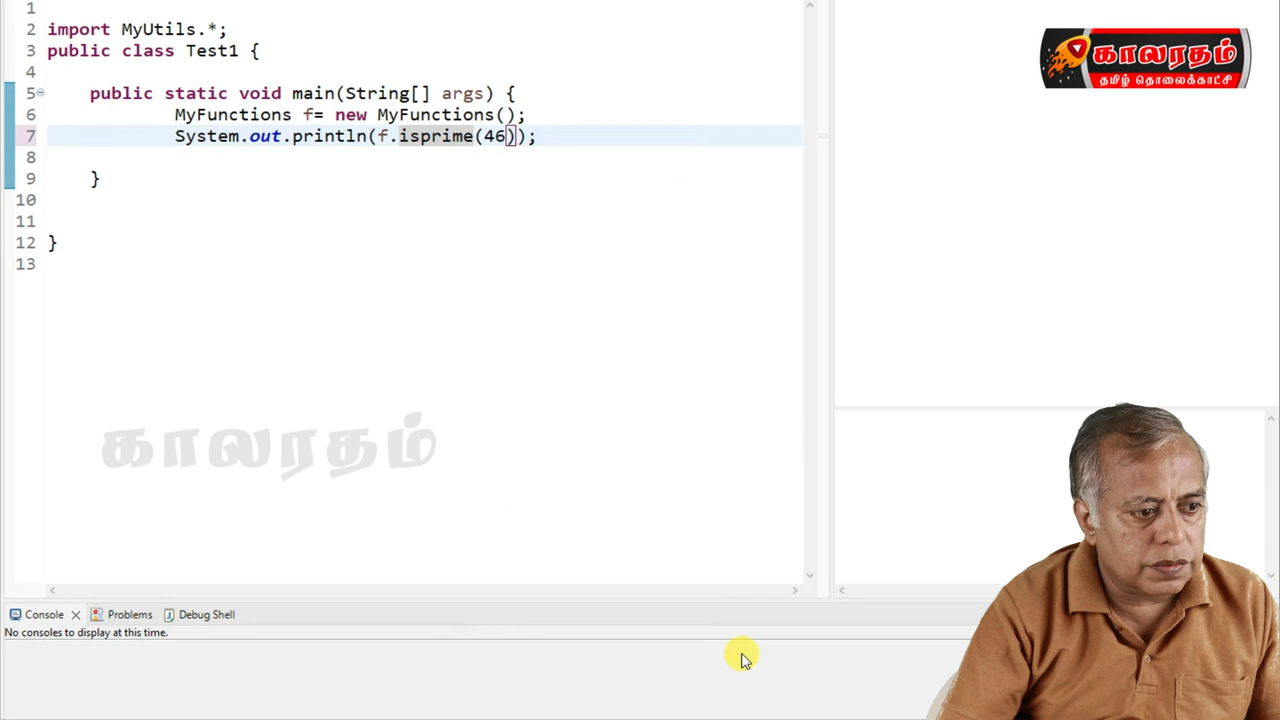 1
2 import MyUtils.*;
3 public class Test1 {
4
5 public static void main(String[] args) {
6 MyFunctions f= new MyFunctions();
7 System.out.println(f.isprime(46));
8
9 }
10
11
12 }
13
காலரதம்
தமிழ் தொலைக்காட்சி
காலரதம்
Console Problems Debug Shell
No consoles to display at this time.